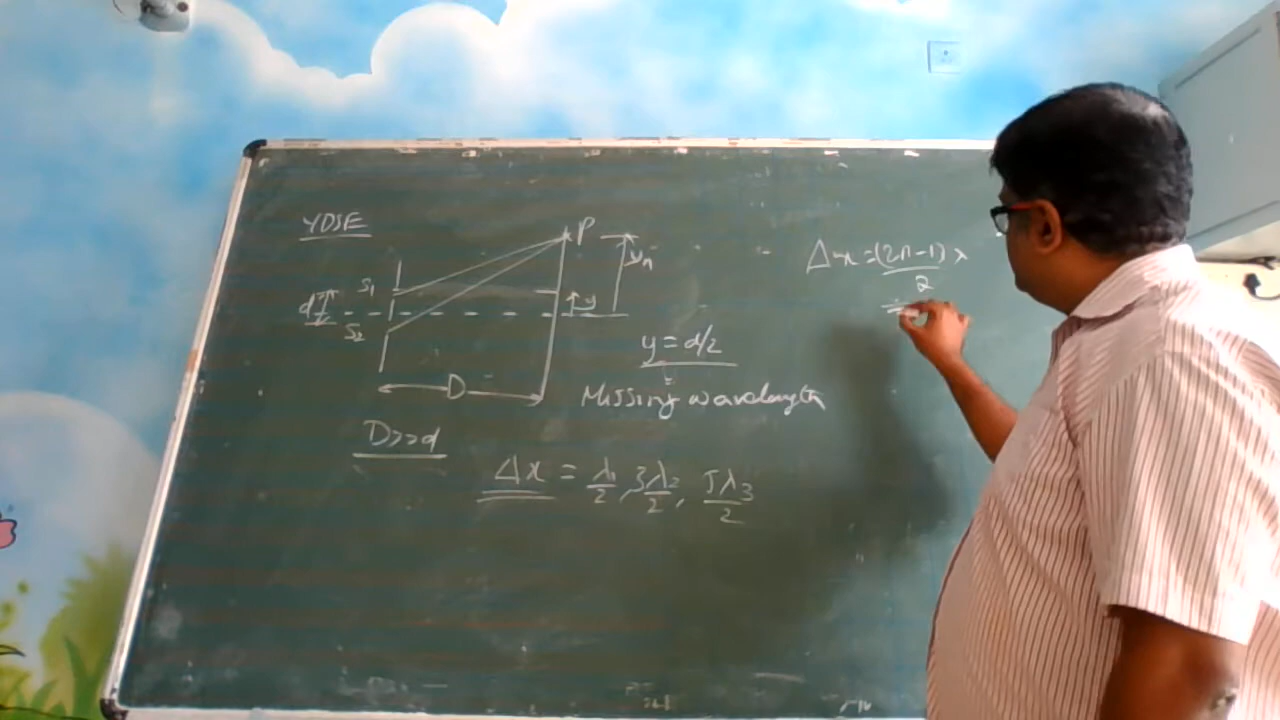 YDSE
P
yn
S1
d
y
S2
D
y = d/2
Missing wavelength
D>>d
Δx = λ1/2, 3λ2/2, 5λ3/2
Δx = (2n-1)λ/2